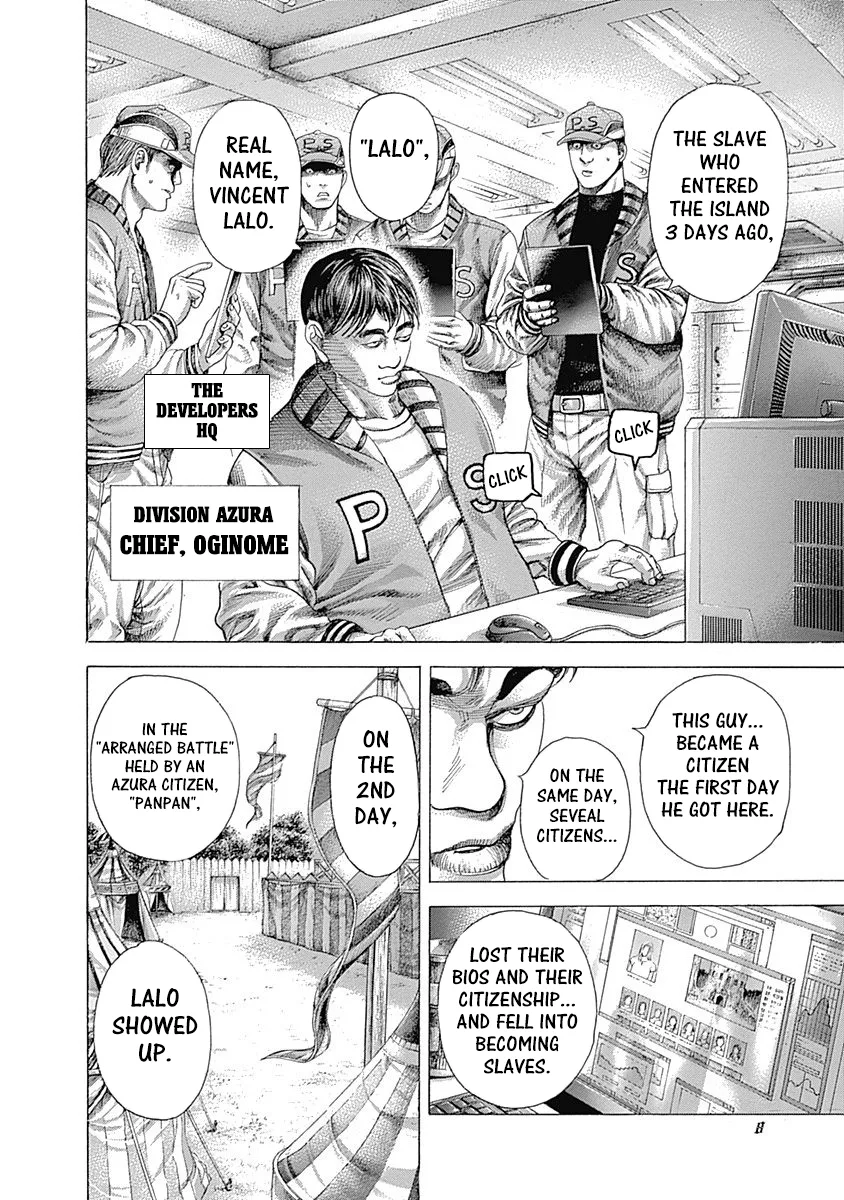 THE SLAVE
WHO
ENTERED
THE ISLAND
3 DAYS AGO,
"LALO",
REAL
NAME,
VINCENT
LALO.
P.S
P.S
P S
A
S
S
P S
THE
DEVELOPERS
HQ
CLICK
CLICK
DIVISION AZURA
CHIEF, OGINOME
THIS GUY...
BECAME A
CITIZEN
THE FIRST DAY
HE GOT HERE.
ON THE
SAME DAY,
SEVEAL
CITIZENS...
LOST THEIR
BIOS AND THEIR
CITIZENSHIP...
AND FELL INTO
BECOMING
SLAVES.
ON
THE
2ND
DAY,
IN THE
"ARRANGED BATTLE"
HELD BY AN
AZURA CITIZEN,
"PANPAN",
LALO
SHOWED
UP.